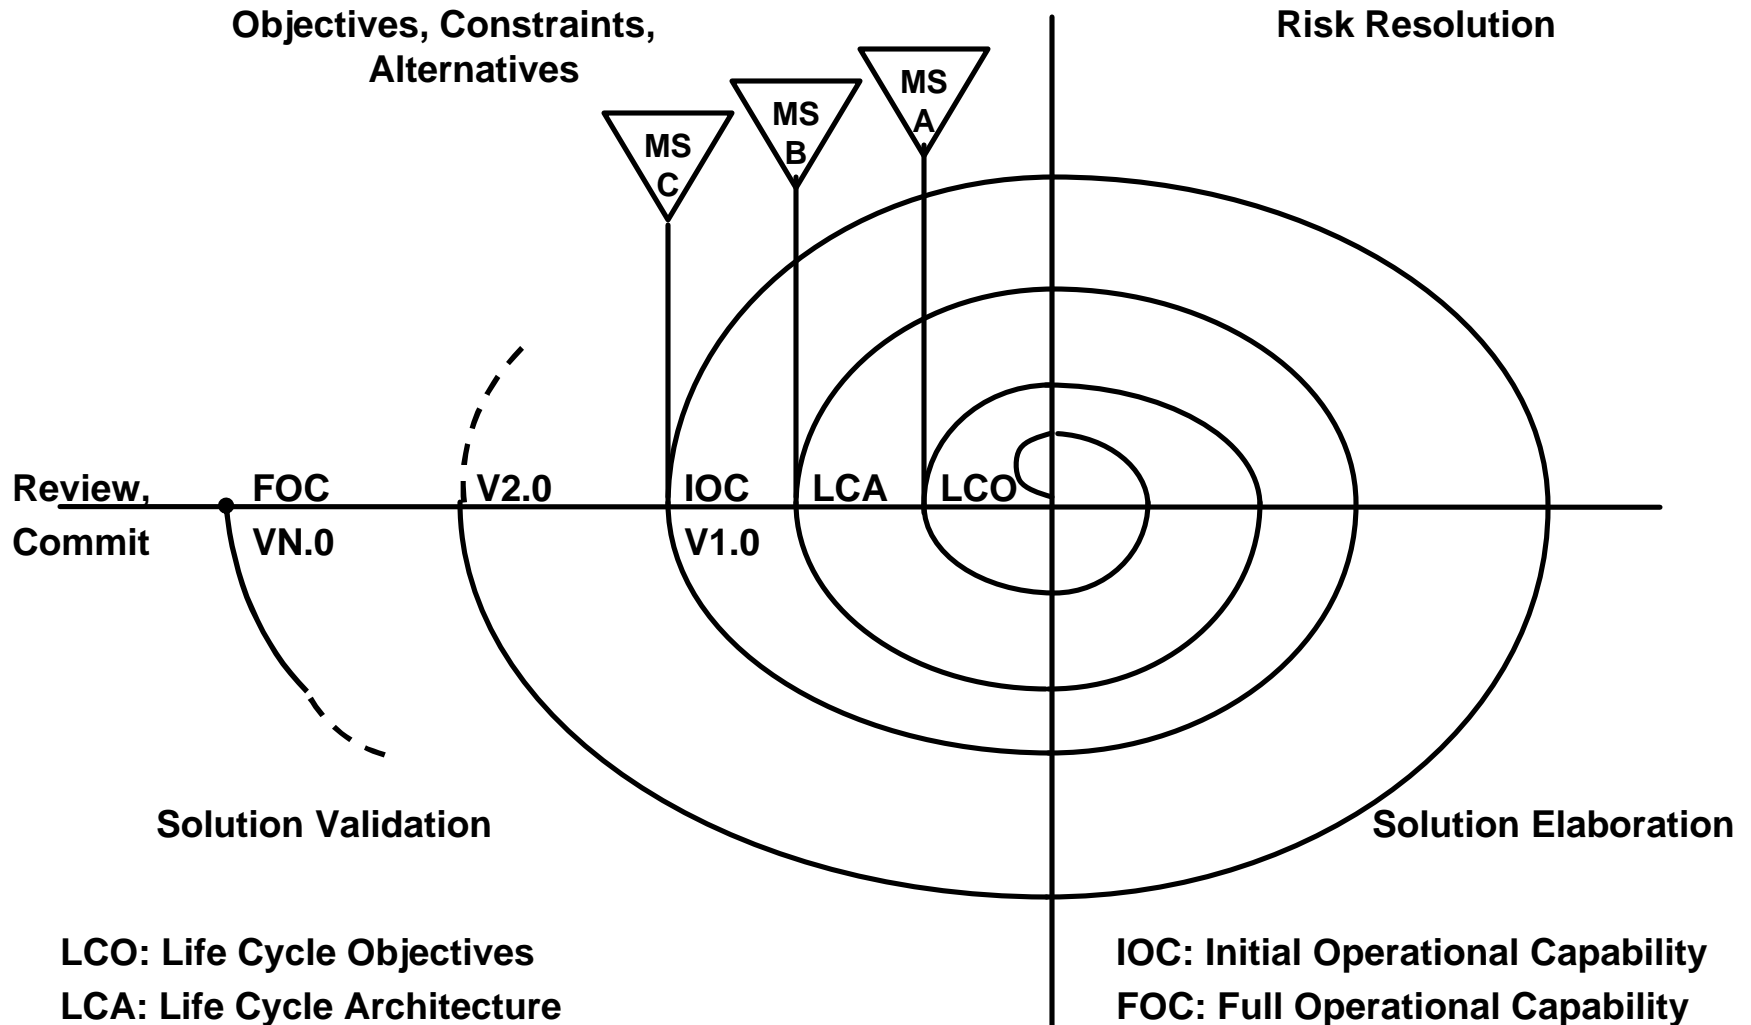 Objectives, Constraints,
Alternatives
Risk Resolution
MS
A
MS
B
MS
C
Review,
Commit
FOC
VN.0
V2.0
IOC
V1.0
LCA
LCO
Solution Validation
Solution Elaboration
LCO: Life Cycle Objectives
LCA: Life Cycle Architecture
IOC: Initial Operational Capability
FOC: Full Operational Capability